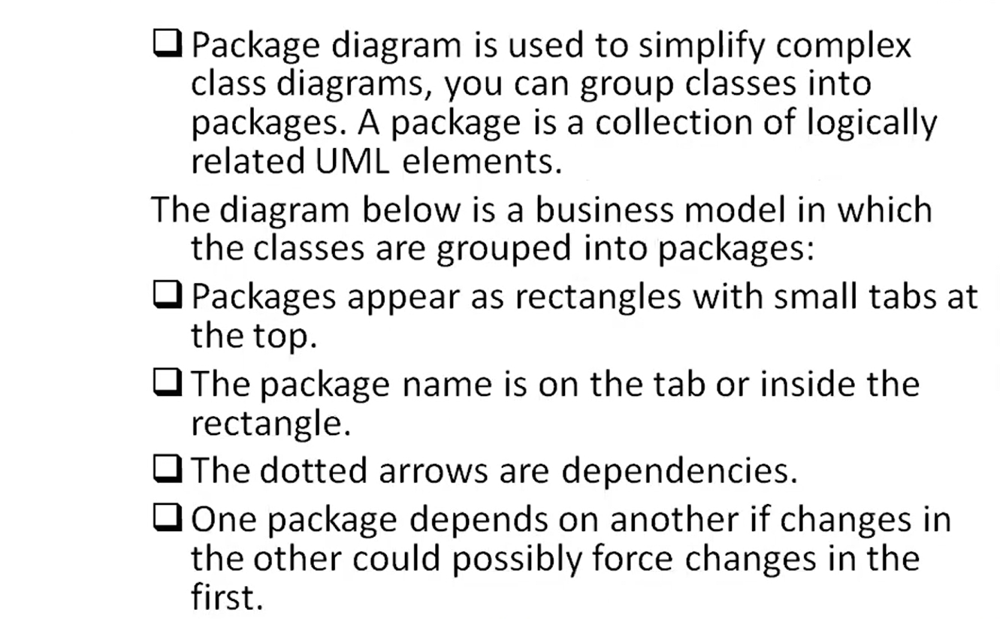 ❑ Package diagram is used to simplify complex
class diagrams, you can group classes into
packages. A package is a collection of logically
related UML elements.
The diagram below is a business model in which
the classes are grouped into packages:
❑ Packages appear as rectangles with small tabs at
the top.
❑ The package name is on the tab or inside the
rectangle.
❑ The dotted arrows are dependencies.
❑ One package depends on another if changes in
the other could possibly force changes in the
first.